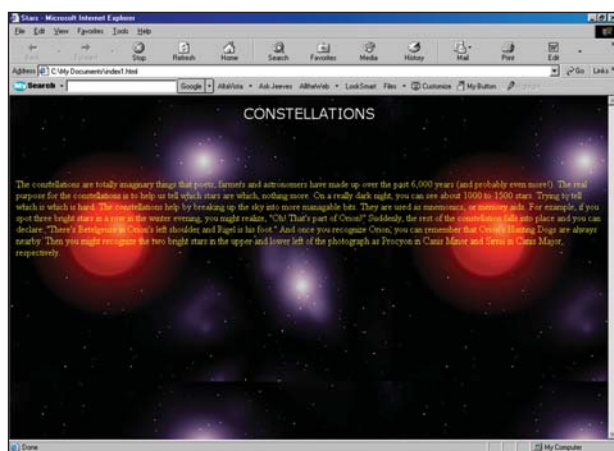 Stars - Microsoft Internet Explorer
File Edit View Favorites Tools Help
Back Forward Stop Refresh Home Search Favorites Media History Mail Print Edit
Address C:\My Documents\index1.html Go Links
My Search Google AltaVista Ask Jeeves AlltheWeb LookSmart Files Customize My Button
CONSTELLATIONS
The constellations are totally imaginary things that poets, farmers and astronomers have made up over the past 6,000 years (and probably even more!). The real
purpose for the constellations is to help us tell which stars are which, nothing more. On a really dark night, you can see about 1000 to 1500 stars. Trying to tell
which is which is hard. The constellations help by breaking up the sky into more managable bits. They are used as mnemonics, or memory aids. For example, if you
spot three bright stars in a row in the winter evening, you might realize, "Oh! That's part of Orion!" Suddenly, the rest of the constellation falls into place and you can
declare, "There's Betelgeuse in Orion's left shoulder and Rigel is his foot." And once you recognize Orion, you can remember that Orion's Hunting Dogs are always
nearby. Then you might recognize the two bright stars in the upper and lower left of the photograph as Procyon in Canis Minor and Sirius in Canis Major,
respectively.
Done My Computer